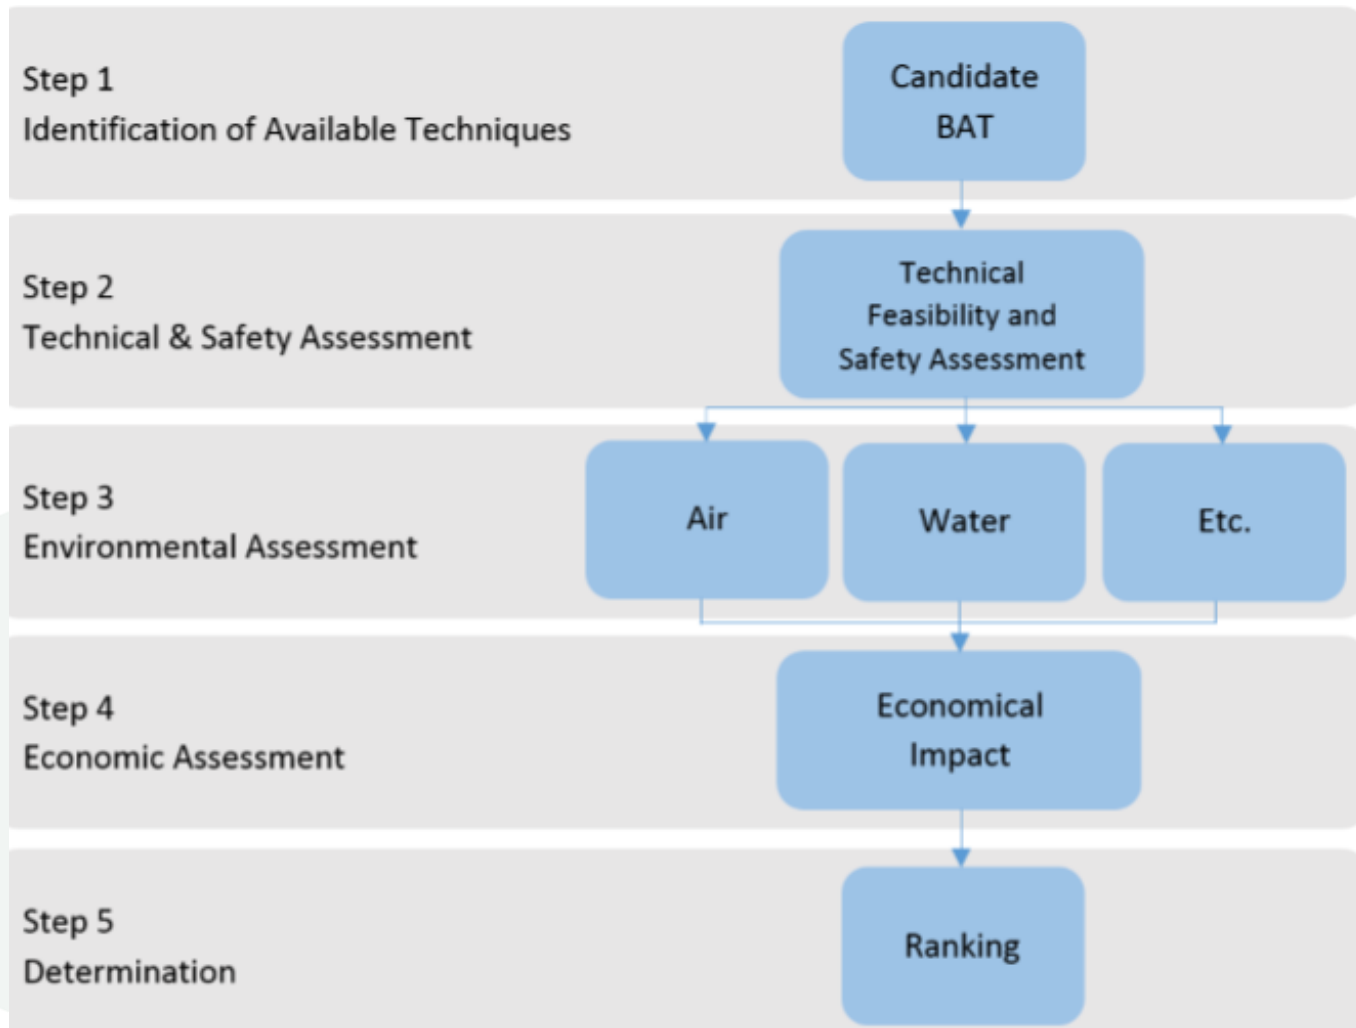 Step 1
Identification of Available Techniques
Candidate
BAT
Step 2
Technical & Safety Assessment
Technical
Feasibility and
Safety Assessment
Step 3
Environmental Assessment
Air
Water
Etc.
Step 4
Economic Assessment
Economical
Impact
Step 5
Determination
Ranking